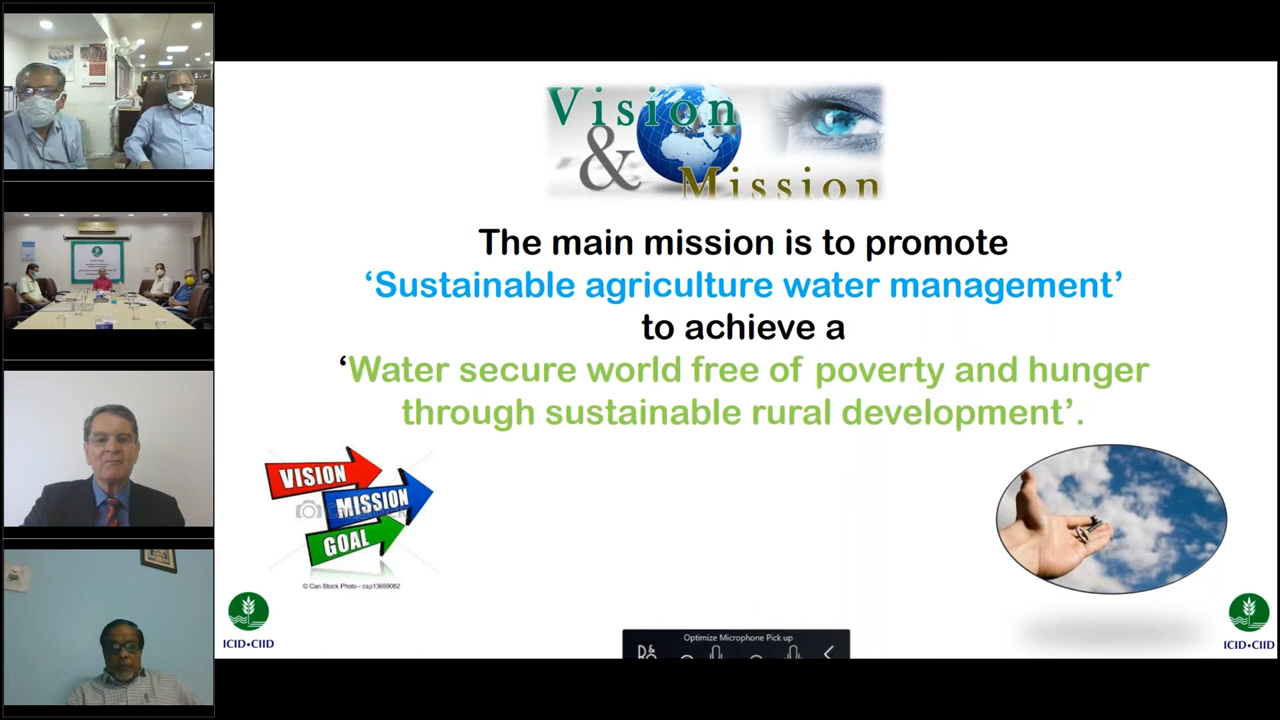 Vision
&
Mission
The main mission is to promote
‘Sustainable agriculture water management’
to achieve a
‘Water secure world free of poverty and hunger
through sustainable rural development’.
VISION
MISSION
GOAL
© Can Stock Photo - csp13659082
ICID•CIID
ICID•CIID
Optimize Microphone Pick up